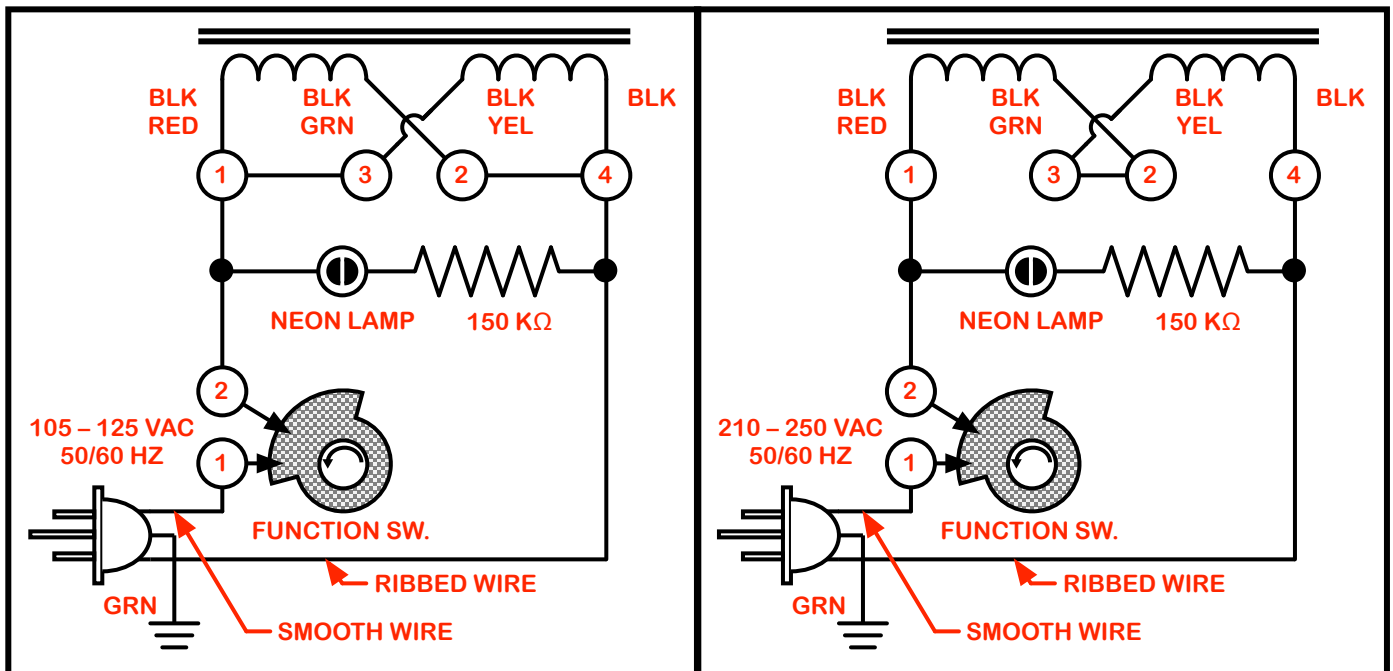 BLK
RED
BLK
GRN
BLK
YEL
BLK
1
3
2
4
NEON LAMP
150 KΩ
2
105 – 125 VAC
50/60 HZ
1
FUNCTION SW.
RIBBED WIRE
GRN
SMOOTH WIRE
BLK
RED
BLK
GRN
BLK
YEL
BLK
1
3
2
4
NEON LAMP
150 KΩ
2
210 – 250 VAC
50/60 HZ
1
FUNCTION SW.
RIBBED WIRE
GRN
SMOOTH WIRE